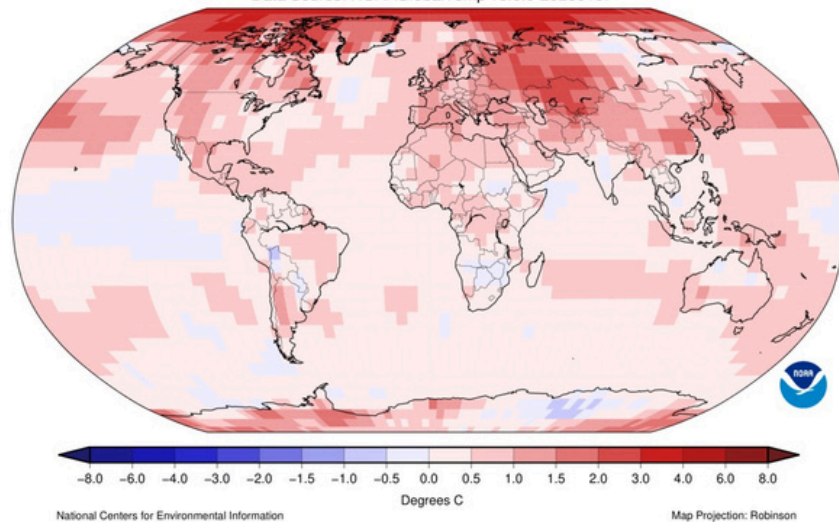 NOAA
−8.0 −6.0 −4.0 −3.0 −2.0 −1.5 −1.0 −0.5 0.0 0.5 1.0 1.5 2.0 3.0 4.0 6.0 8.0
Degrees C
National Centers for Environmental Information
Map Projection: Robinson